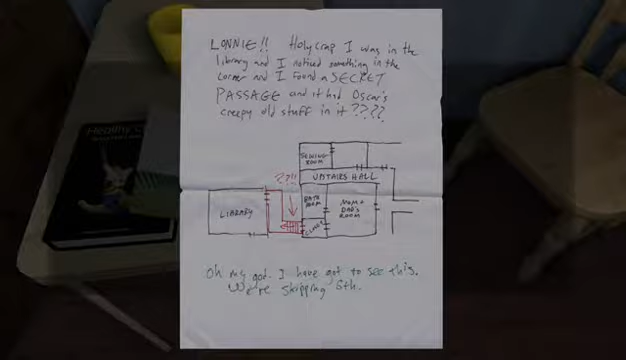 LONNIE!! Holy crap I was in the
library and I noticed something in the
corner and I found a SECRET
PASSAGE and it had Oscar's
creepy old stuff in it????
SEWING ROOM
UPSTAIRS HALL
??!!
LIBRARY
BATH ROOM
MOM + DAD'S ROOM
CLOSET
Oh my god. I have got to see this.
We're skipping 6th.
Healthy